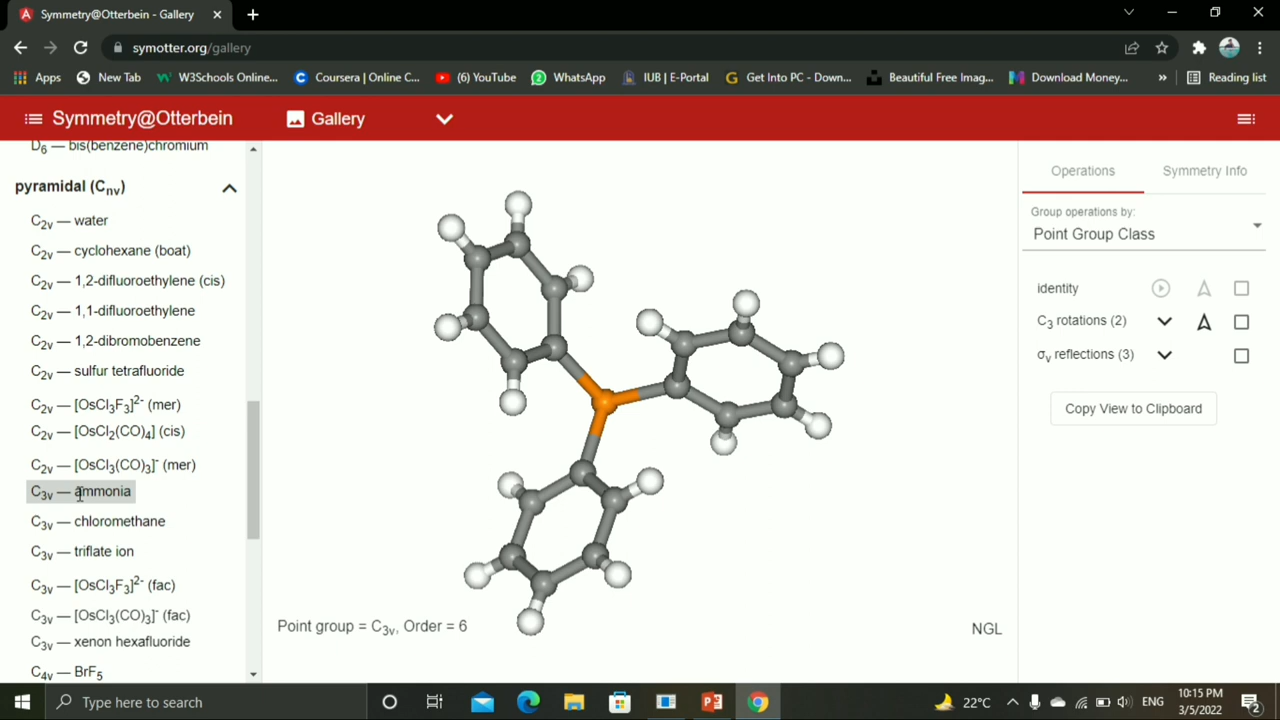 Symmetry@Otterbein - Gallery
symotter.org/gallery
Apps New Tab W3Schools Online... Coursera | Online C... (6) YouTube WhatsApp IUB | E-Portal Get Into PC - Down... Beautiful Free Imag... Download Money... » Reading list
Symmetry@Otterbein Gallery
D6 — bis(benzene)chromium
pyramidal (Cnv)
C2v — water
C2v — cyclohexane (boat)
C2v — 1,2-difluoroethylene (cis)
C2v — 1,1-difluoroethylene
C2v — 1,2-dibromobenzene
C2v — sulfur tetrafluoride
C2v — [OsCl3F3]2- (mer)
C2v — [OsCl2(CO)4] (cis)
C2v — [OsCl3(CO)3]- (mer)
C3v — ammonia
C3v — chloromethane
C3v — triflate ion
C3v — [OsCl3F3]2- (fac)
C3v — [OsCl3(CO)3]- (fac)
C3v — xenon hexafluoride
C4v — BrF5
Point group = C3v, Order = 6
NGL
Operations Symmetry Info
Group operations by:
Point Group Class
identity
C3 rotations (2)
σv reflections (3)
Copy View to Clipboard
Type here to search
22°C ENG
10:15 PM
3/5/2022
2